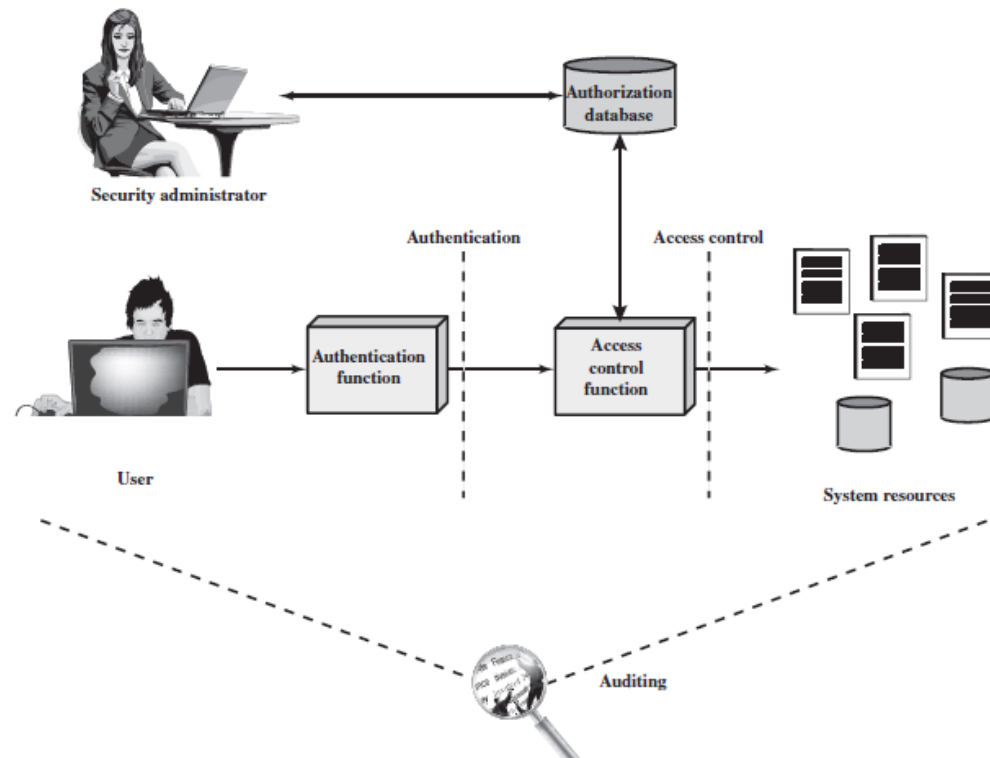 Authorization
database
Security administrator
Authentication
Access control
Authentication
function
Access
control
function
User
System resources
Auditing